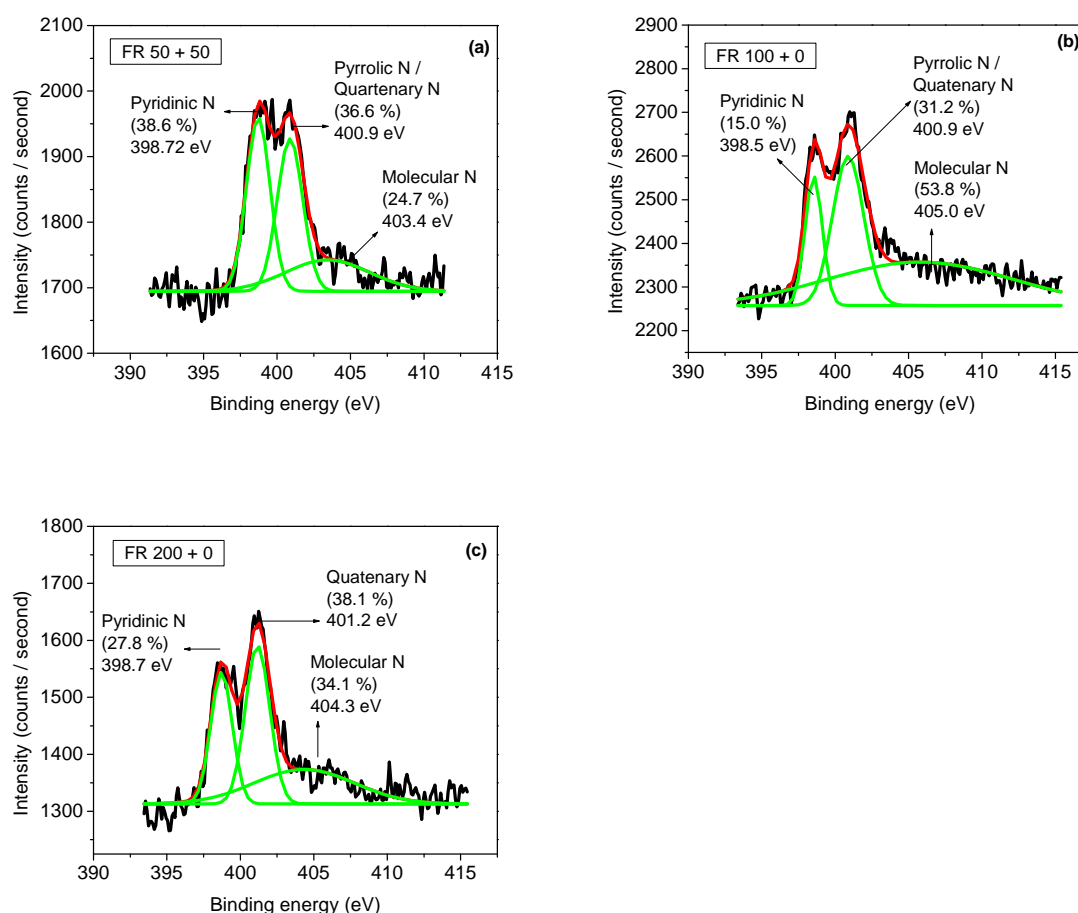 (a)
FR 50 + 50
Pyridinic N
(38.6 %)
398.72 eV
Pyrrolic N /
Quartenary N
(36.6 %)
400.9 eV
Molecular N
(24.7 %)
403.4 eV
2100
2000
1900
1800
1700
1600
Intensity (counts / second)
390 395 400 405 410 415
Binding energy (eV)
(b)
FR 100 + 0
Pyridinic N
(15.0 %)
398.5 eV)
Pyrrolic N /
Quatenary N
(31.2 %)
400.9 eV
Molecular N
(53.8 %)
405.0 eV
2900
2800
2700
2600
2500
2400
2300
2200
Intensity (counts / second)
390 395 400 405 410 415
Binding energy (eV)
(c)
FR 200 + 0
Pyridinic N
(27.8 %)
398.7 eV
Quatenary N
(38.1 %)
401.2 eV
Molecular N
(34.1 %)
404.3 eV
1800
1700
1600
1500
1400
1300
Intensity (counts / second)
390 395 400 405 410 415
Binding energy (eV)